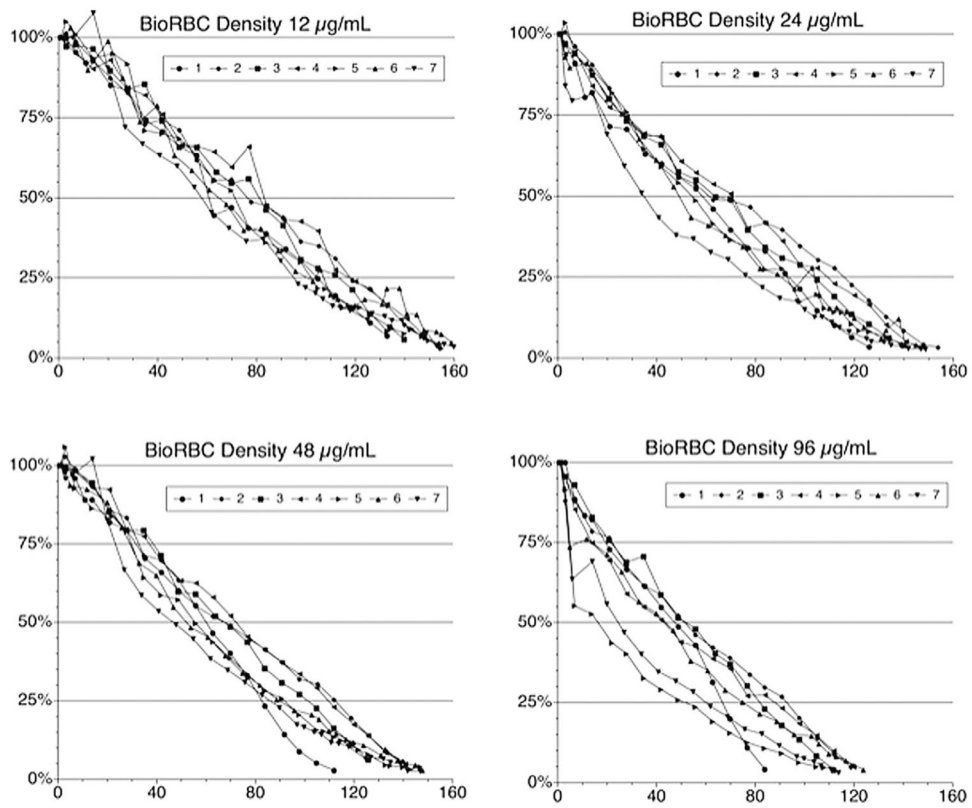 BioRBC Density 12 µg/mL
100%
1 2 3 4 5 6 7
75%
50%
25%
0%
0 40 80 120 160
BioRBC Density 24 µg/mL
100%
1 2 3 4 5 6 7
75%
50%
25%
0%
0 40 80 120 160
BioRBC Density 48 µg/mL
100%
1 2 3 4 5 6 7
75%
50%
25%
0%
0 40 80 120 160
BioRBC Density 96 µg/mL
100%
1 2 3 4 5 6 7
75%
50%
25%
0%
0 40 80 120 160